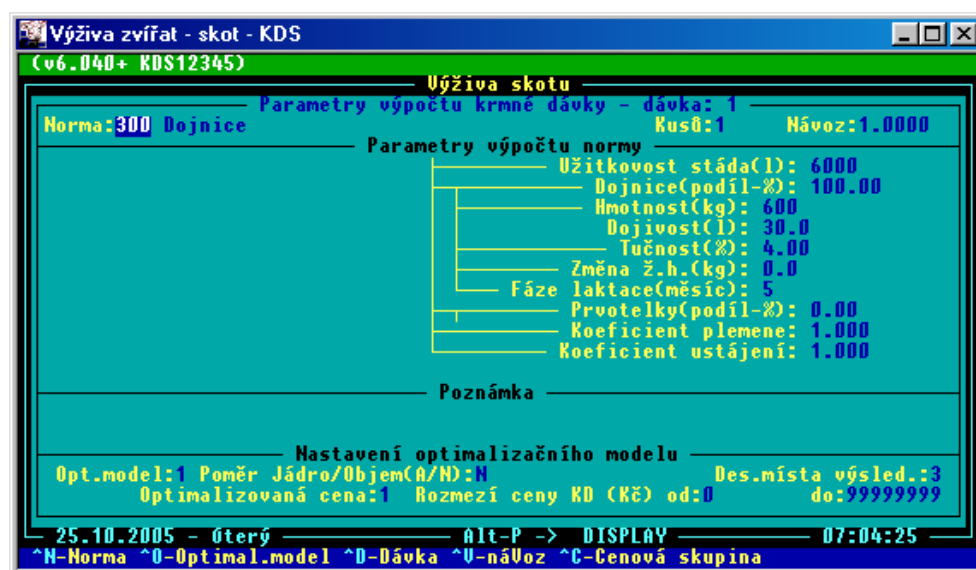 Výživa zvířat - skot - KDS
(v6.040+ KDS12345)
Výživa skotu
Parametry výpočtu krmné dávky - dávka: 1
Norma:300 Dojnice Kusů:1 Návoz:1.0000
Parametry výpočtu normy
Užitkovost stáda(l): 6000
Dojnice(podíl-%): 100.00
Hmotnost(kg): 600
Dojivost(l): 30.0
Tučnost(%): 4.00
Změna ž.h.(kg): 0.0
Fáze laktace(měsíc): 5
Prvotelky(podíl-%): 0.00
Koeficient plemene: 1.000
Koeficient ustájení: 1.000
Poznámka
Nastavení optimalizačního modelu
Opt.model:1 Poměr Jádro/Objem(A/N):N Des.místa výsled.:3
Optimalizovaná cena:1 Rozmezí ceny KD (Kč) od:0 do:99999999
25.10.2005 - úterý Alt-P -> DISPLAY 07:04:25
^N-Norma ^O-Optimal.model ^D-Dávka ^V-náVoz ^C-Cenová skupina